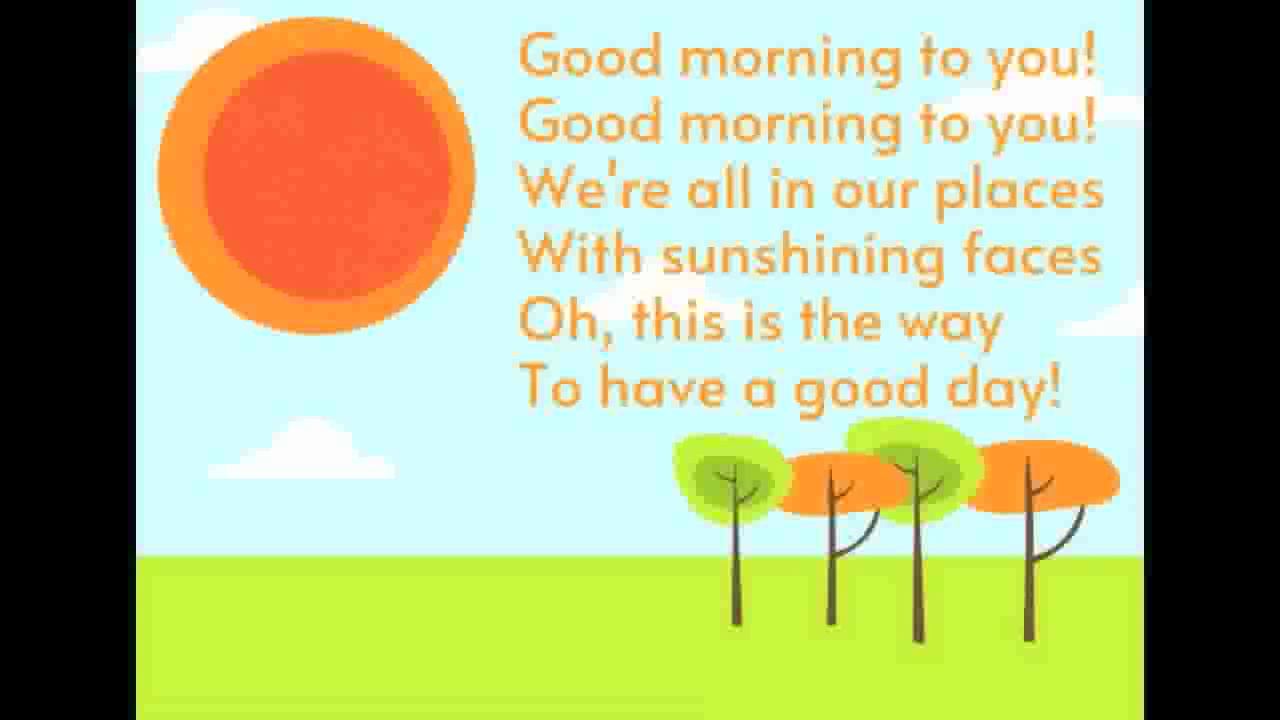 Good morning to you!
Good morning to you!
We're all in our places
With sunshining faces
Oh, this is the way
To have a good day!